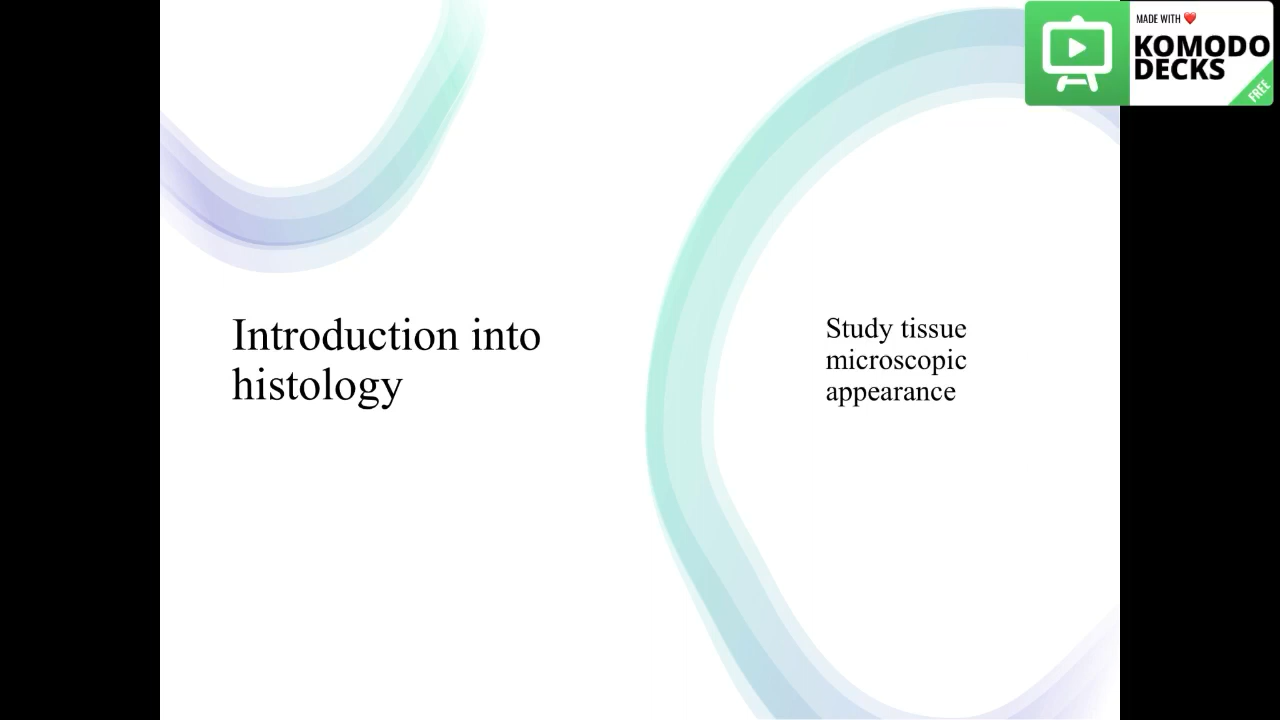 MADE WITH ❤️
KOMODO
DECKS
FREE
Introduction into
histology
Study tissue
microscopic
appearance